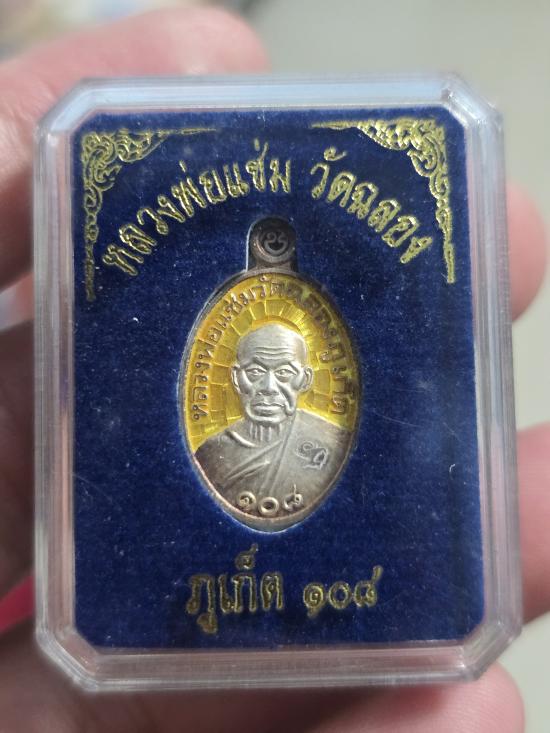 หลวงพ่อแช่ม วัดฉลอง
หลวงพ่อแช่มวัดฉลองภูเก็ต
๑๐๘
ภูเก็ต ๑๐๘